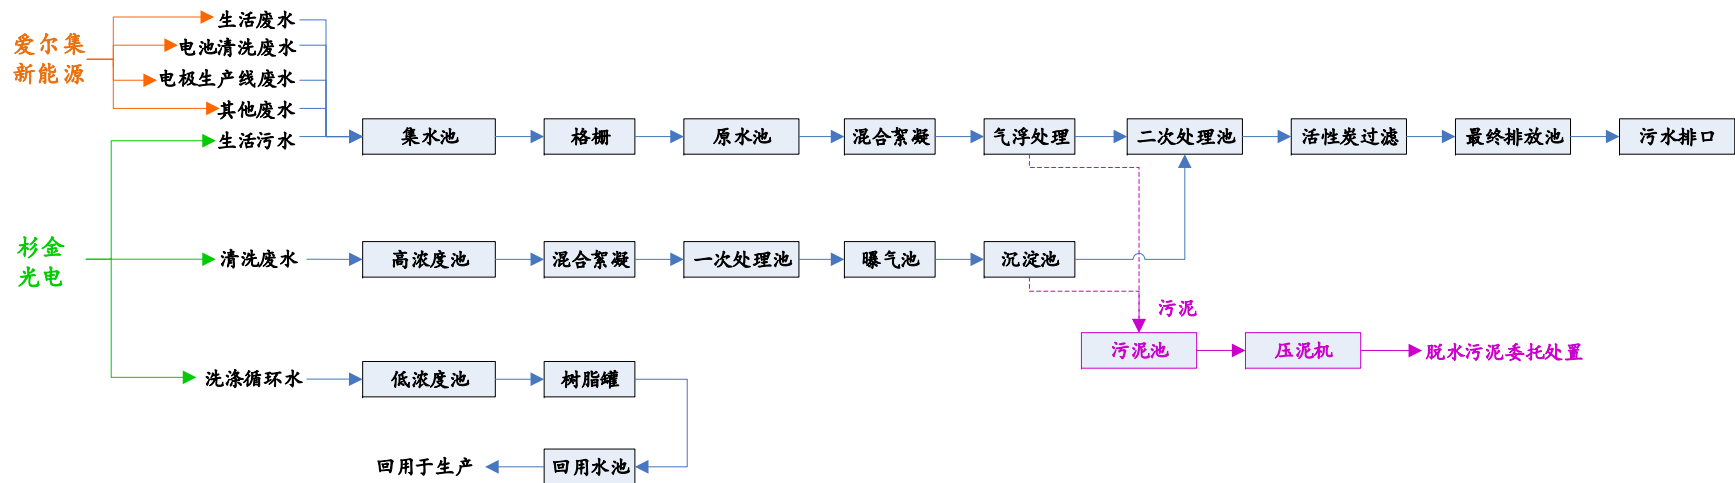 爱尔集
新能源
生活废水
电池清洗废水
电极生产线废水
其他废水
生活污水
集水池
格栅
原水池
混合絮凝
气浮处理
二次处理池
活性炭过滤
最终排放池
污水排口
杉金
光电
清洗废水
高浓度池
混合絮凝
一次处理池
曝气池
沉淀池
污泥
污泥池
压泥机
脱水污泥委托处置
洗涤循环水
低浓度池
树脂罐
回用于生产
回用水池